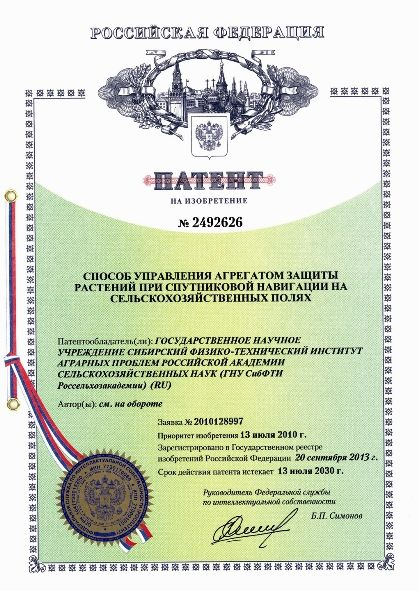 РОССИЙСКАЯ ФЕДЕРАЦИЯ
ПАТЕНТ
НА ИЗОБРЕТЕНИЕ
№ 2492626
СПОСОБ УПРАВЛЕНИЯ АГРЕГАТОМ ЗАЩИТЫ
РАСТЕНИЙ ПРИ СПУТНИКОВОЙ НАВИГАЦИИ НА
СЕЛЬСКОХОЗЯЙСТВЕННЫХ ПОЛЯХ
Патентообладатель(ли): ГОСУДАРСТВЕННОЕ НАУЧНОЕ
УЧРЕЖДЕНИЕ СИБИРСКИЙ ФИЗИКО-ТЕХНИЧЕСКИЙ ИНСТИТУТ
АГРАРНЫХ ПРОБЛЕМ РОССИЙСКОЙ АКАДЕМИИ
СЕЛЬСКОХОЗЯЙСТВЕННЫХ НАУК (ГНУ СибФТИ
Россельхозакадемии) (RU)
Автор(ы): см. на обороте
Заявка № 2010128997
Приоритет изобретения 13 июля 2010 г.
Зарегистрировано в Государственном реестре
изобретений Российской Федерации 20 сентября 2013 г.
Срок действия патента истекает 13 июля 2030 г.
Руководитель Федеральной службы
по интеллектуальной собственности
Б.П. Симонов